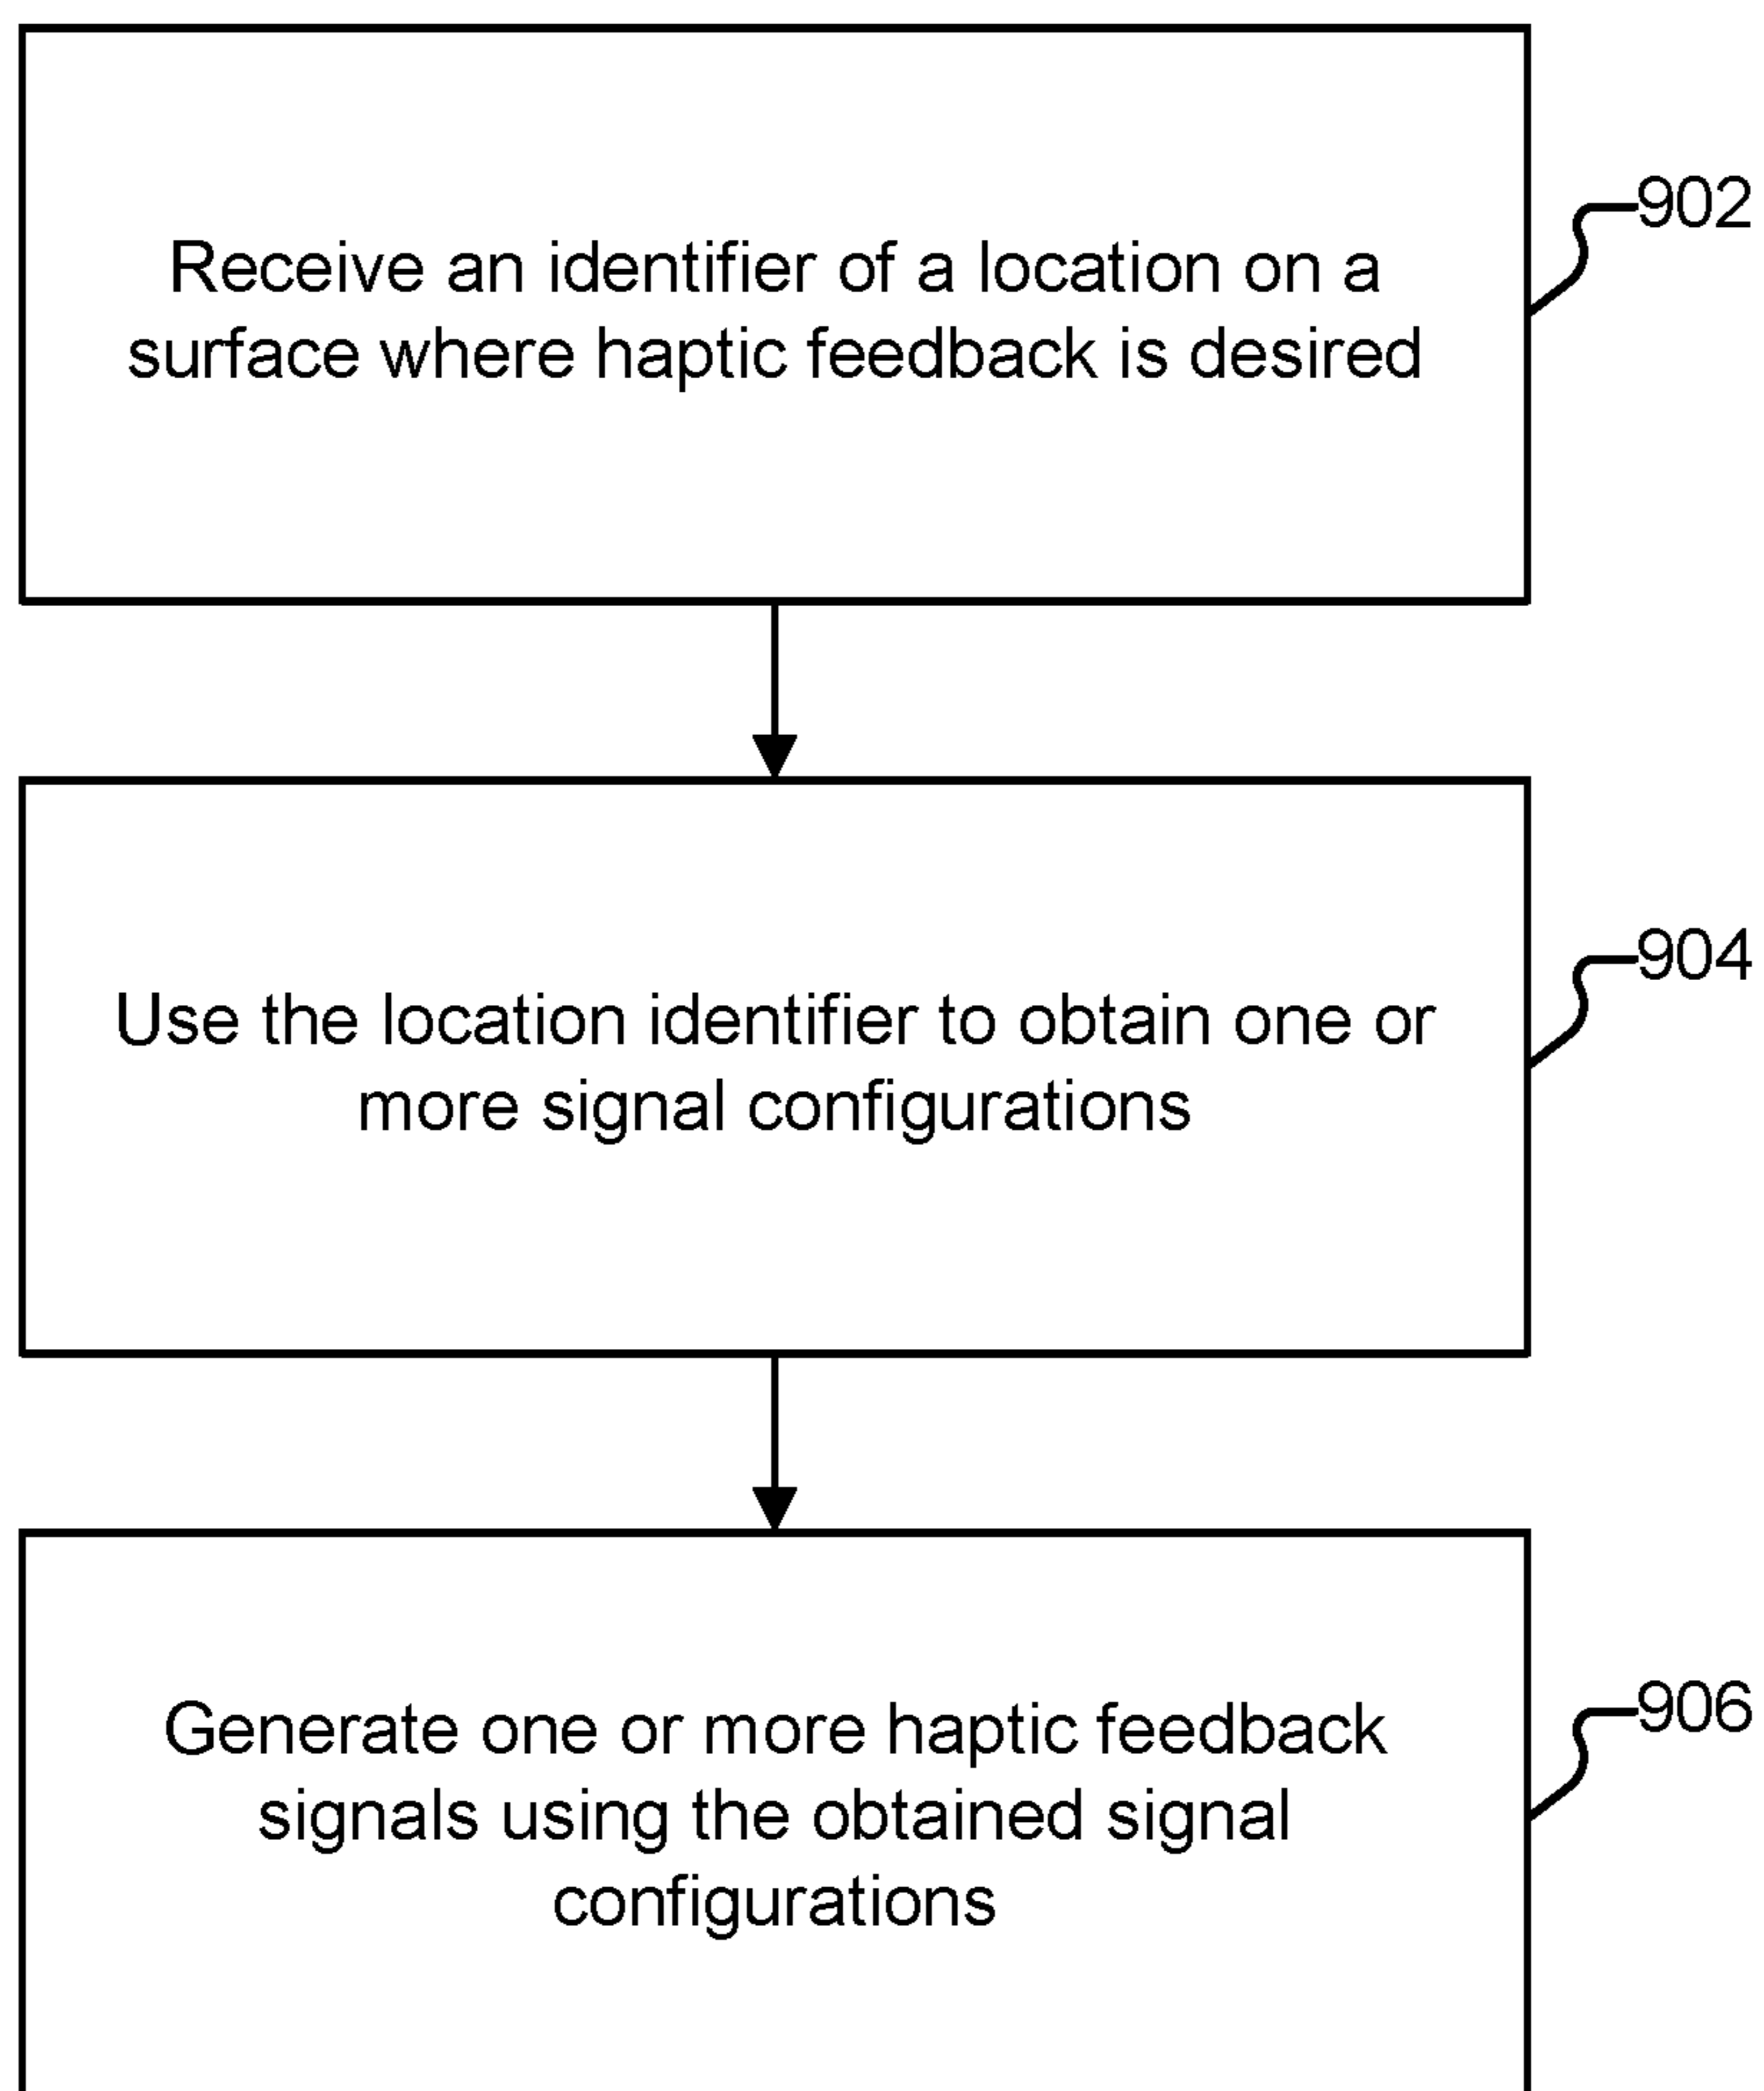 Receive an identifier of a location on a
surface where haptic feedback is desired
902
Use the location identifier to obtain one or
more signal configurations
904
Generate one or more haptic feedback
signals using the obtained signal
configurations
906